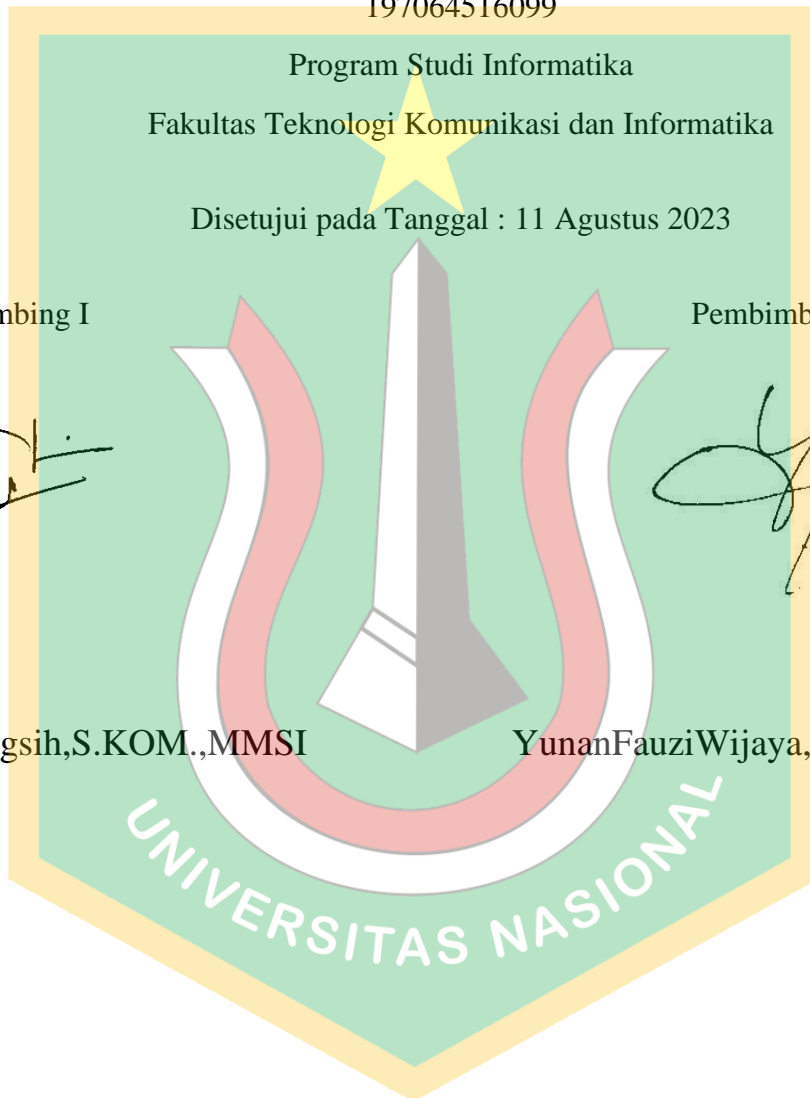 197064516099
Program Studi Informatika
Fakultas Teknologi Komunikasi dan Informatika
Disetujui pada Tanggal : 11 Agustus 2023
mbing I Pembimb
gsih,S.KOM.,MMSI YunanFauziWijaya,
UNIVERSITAS NASIONAL